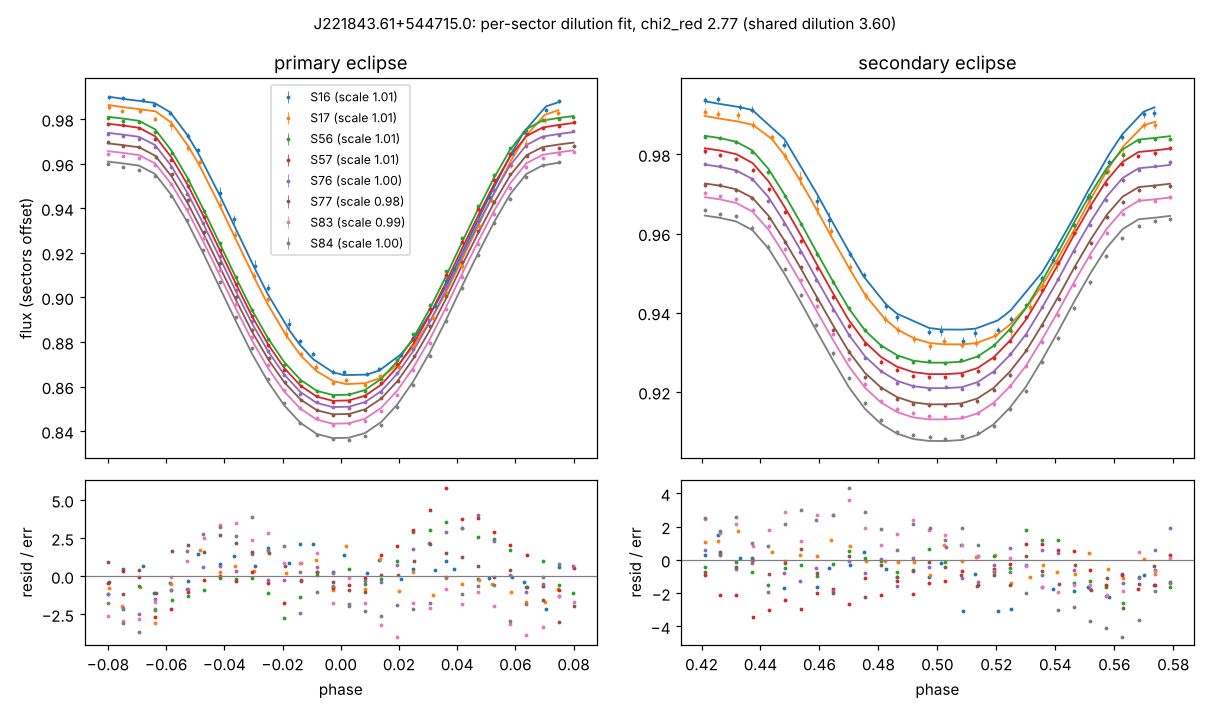 J221843.61+544715.0: per-sector dilution fit, chi2_red 2.77 (shared dilution 3.60)
primary eclipse
secondary eclipse
S16 (scale 1.01)
S17 (scale 1.01)
S56 (scale 1.01)
S57 (scale 1.01)
S76 (scale 1.00)
S77 (scale 0.98)
S83 (scale 0.99)
S84 (scale 1.00)
flux (sectors offset)
0.98
0.96
0.94
0.92
0.90
0.88
0.86
0.84
0.98
0.96
0.94
0.92
resid / err
5.0
2.5
0.0
−2.5
resid / err
4
2
0
−2
−4
−0.08 −0.06 −0.04 −0.02 0.00 0.02 0.04 0.06 0.08
phase
0.42 0.44 0.46 0.48 0.50 0.52 0.54 0.56 0.58
phase